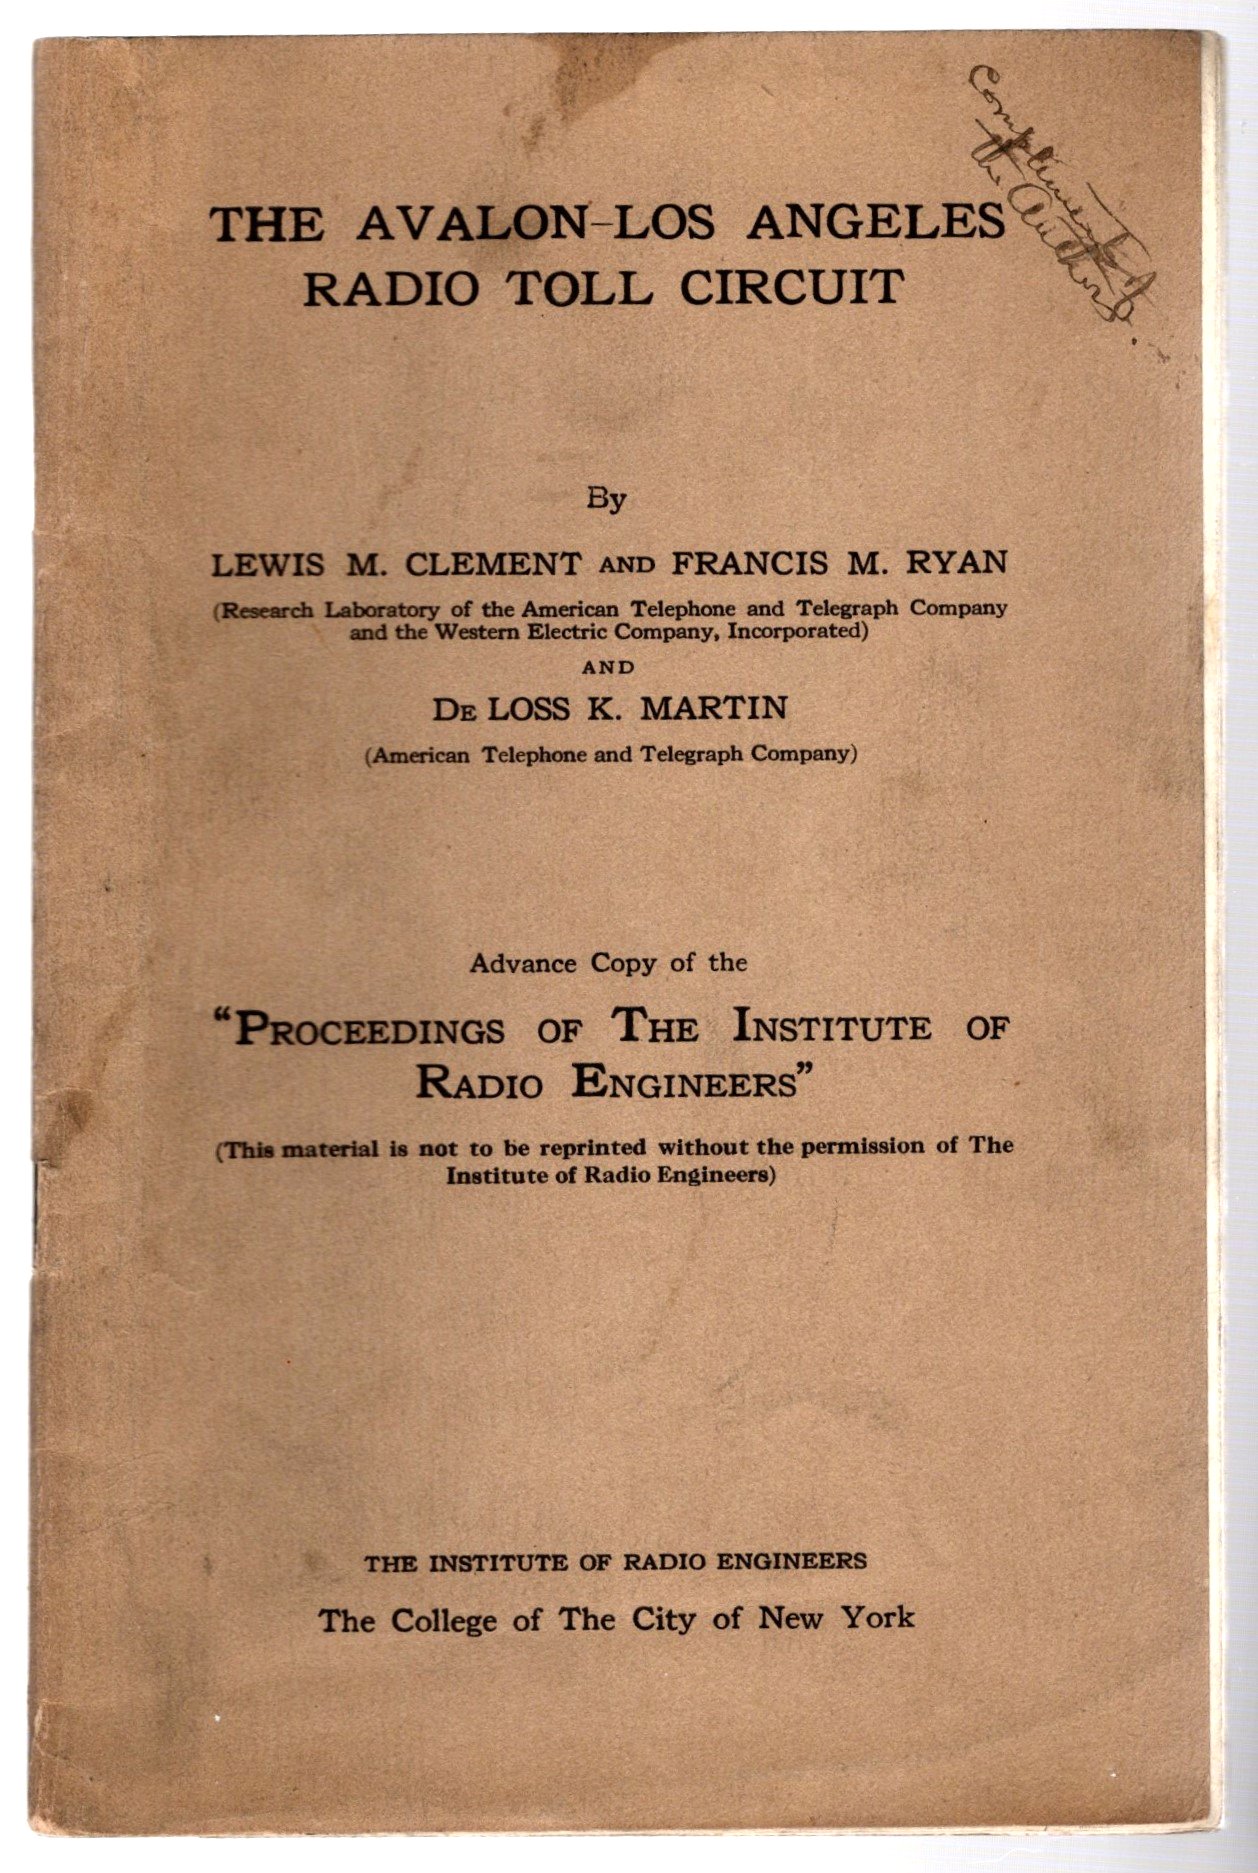 Compliments of
the Authors.
THE AVALON-LOS ANGELES
RADIO TOLL CIRCUIT
By
LEWIS M. CLEMENT AND FRANCIS M. RYAN
(Research Laboratory of the American Telephone and Telegraph Company
and the Western Electric Company, Incorporated)
AND
DE LOSS K. MARTIN
(American Telephone and Telegraph Company)
Advance Copy of the
“PROCEEDINGS OF THE INSTITUTE OF
RADIO ENGINEERS”
(This material is not to be reprinted without the permission of The
Institute of Radio Engineers)
THE INSTITUTE OF RADIO ENGINEERS
The College of The City of New York